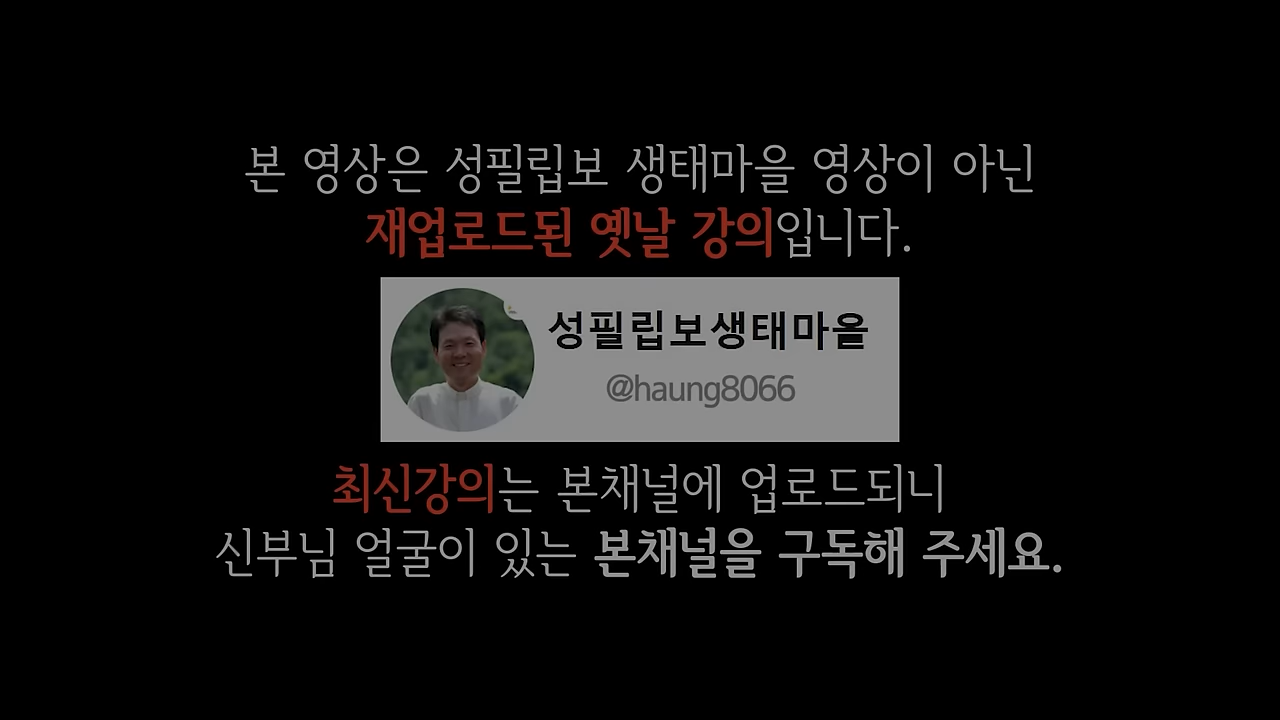 본 영상은 성필립보 생태마을 영상이 아닌
재업로드된 옛날 강의입니다.
성필립보생태마을
@haung8066
최신강의는 본채널에 업로드되니
신부님 얼굴이 있는 본채널을 구독해 주세요.